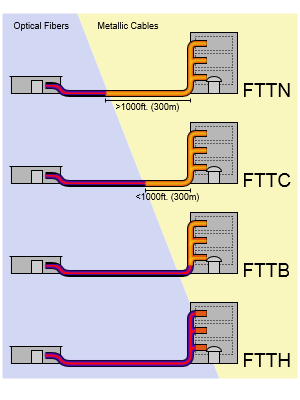 Optical Fibers
Metallic Cables
>1000ft. (300m)
FTTN
<1000ft. (300m)
FTTC
FTTB
FTTH